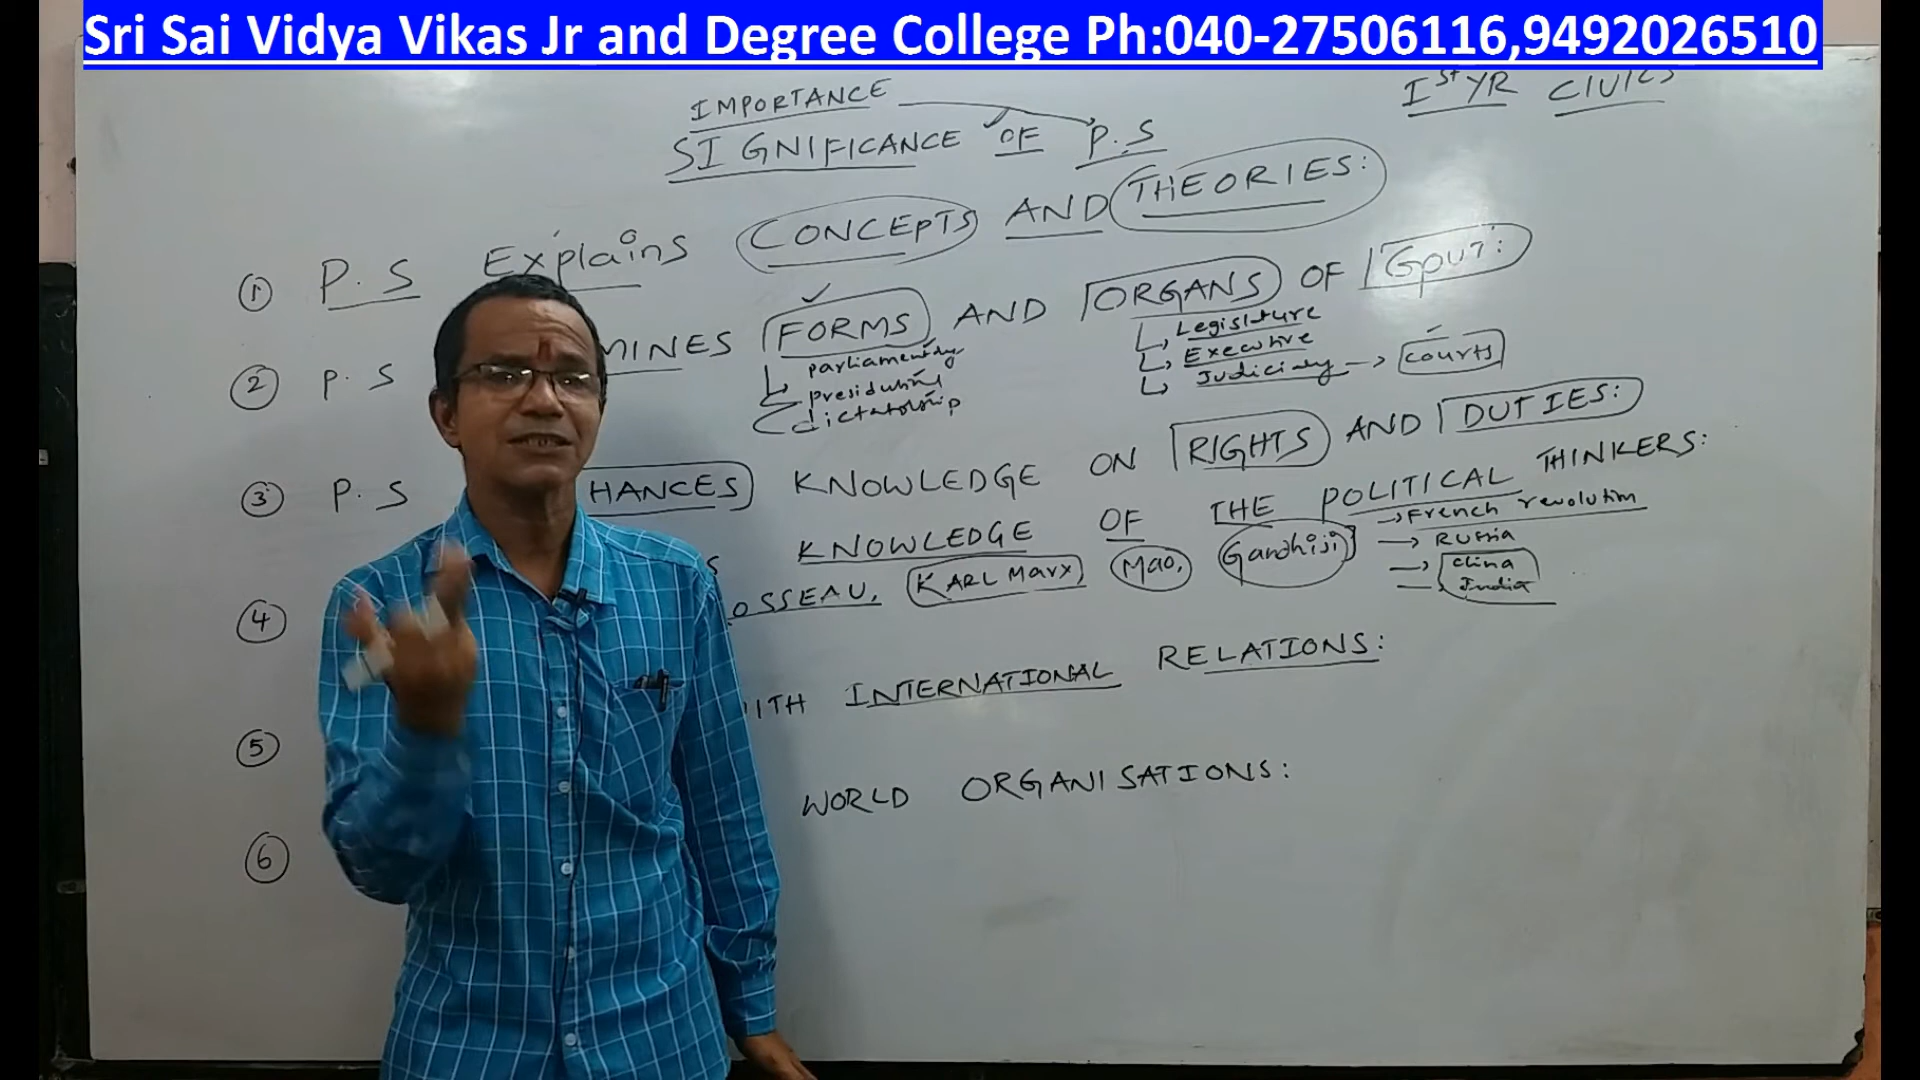 Sri Sai Vidya Vikas Jr and Degree College Ph:040-27506116,9492026510
Ist YR CIVICS
IMPORTANCE
SIGNIFICANCE OF P.S
① P.S Explains CONCEPTS AND THEORIES:
② P.S MINES FORMS AND ORGANS OF GOVT:
parliamentary
presidential
dictatorship
Legislture
Executive
Judiciary → courts
③ P.S HANCES KNOWLEDGE ON RIGHTS AND DUTIES:
④ S KNOWLEDGE OF THE POLITICAL THINKERS:
OSSEAU, KARL Marx, Mao, Gandhiji
→ French revolution
→ Russia
→ China
India
⑤ WITH INTERNATIONAL RELATIONS:
⑥ WORLD ORGANISATIONS: